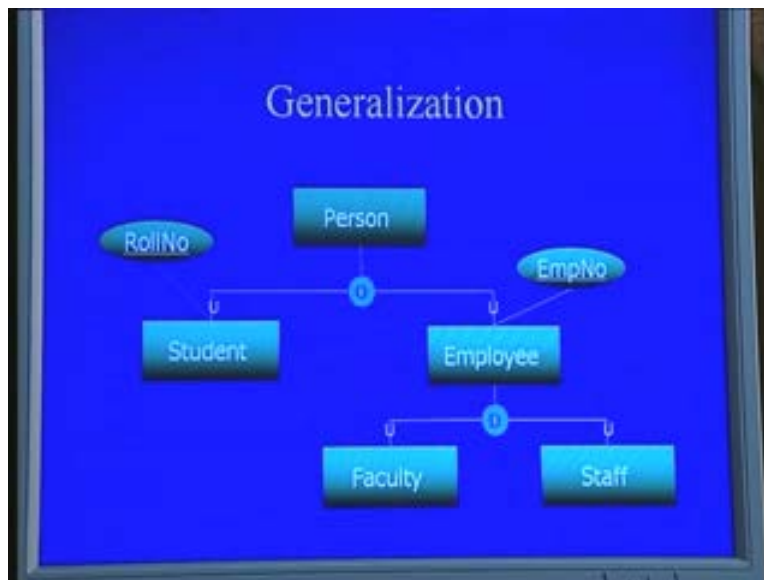 Generalization
Person
RollNo
EmpNo
D
U
U
Student
Employee
D
U
U
Faculty
Staff